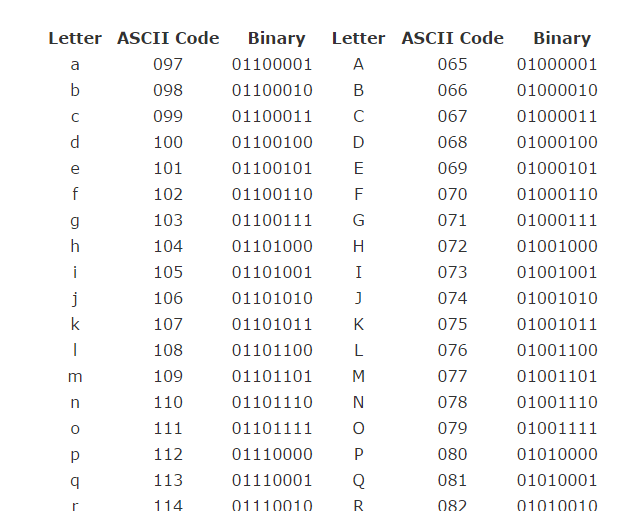 Letter ASCII Code Binary Letter ASCII Code Binary
a 097 01100001 A 065 01000001
b 098 01100010 B 066 01000010
c 099 01100011 C 067 01000011
d 100 01100100 D 068 01000100
e 101 01100101 E 069 01000101
f 102 01100110 F 070 01000110
g 103 01100111 G 071 01000111
h 104 01101000 H 072 01001000
i 105 01101001 I 073 01001001
j 106 01101010 J 074 01001010
k 107 01101011 K 075 01001011
l 108 01101100 L 076 01001100
m 109 01101101 M 077 01001101
n 110 01101110 N 078 01001110
o 111 01101111 O 079 01001111
p 112 01110000 P 080 01010000
q 113 01110001 Q 081 01010001
r 114 01110010 R 082 01010010